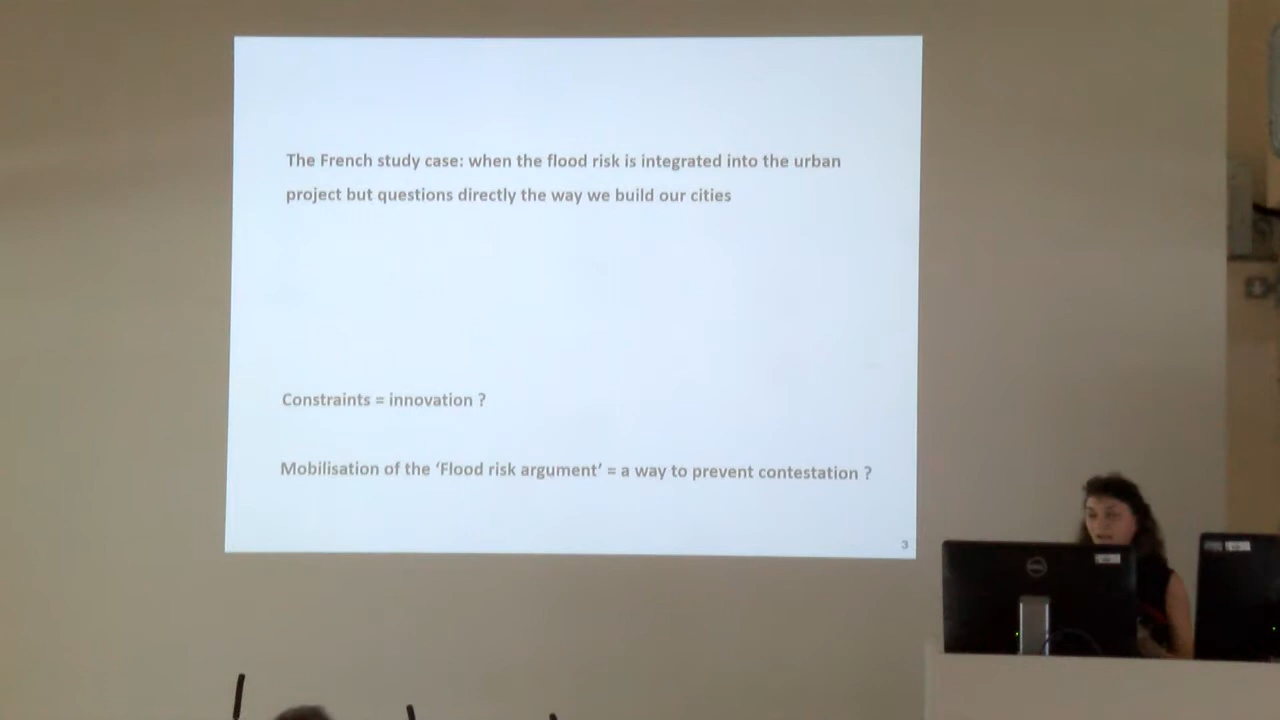 The French study case: when the flood risk is integrated into the urban
project but questions directly the way we build our cities
Constraints = innovation ?
Mobilisation of the ‘Flood risk argument’ = a way to prevent contestation ?
3
DELL